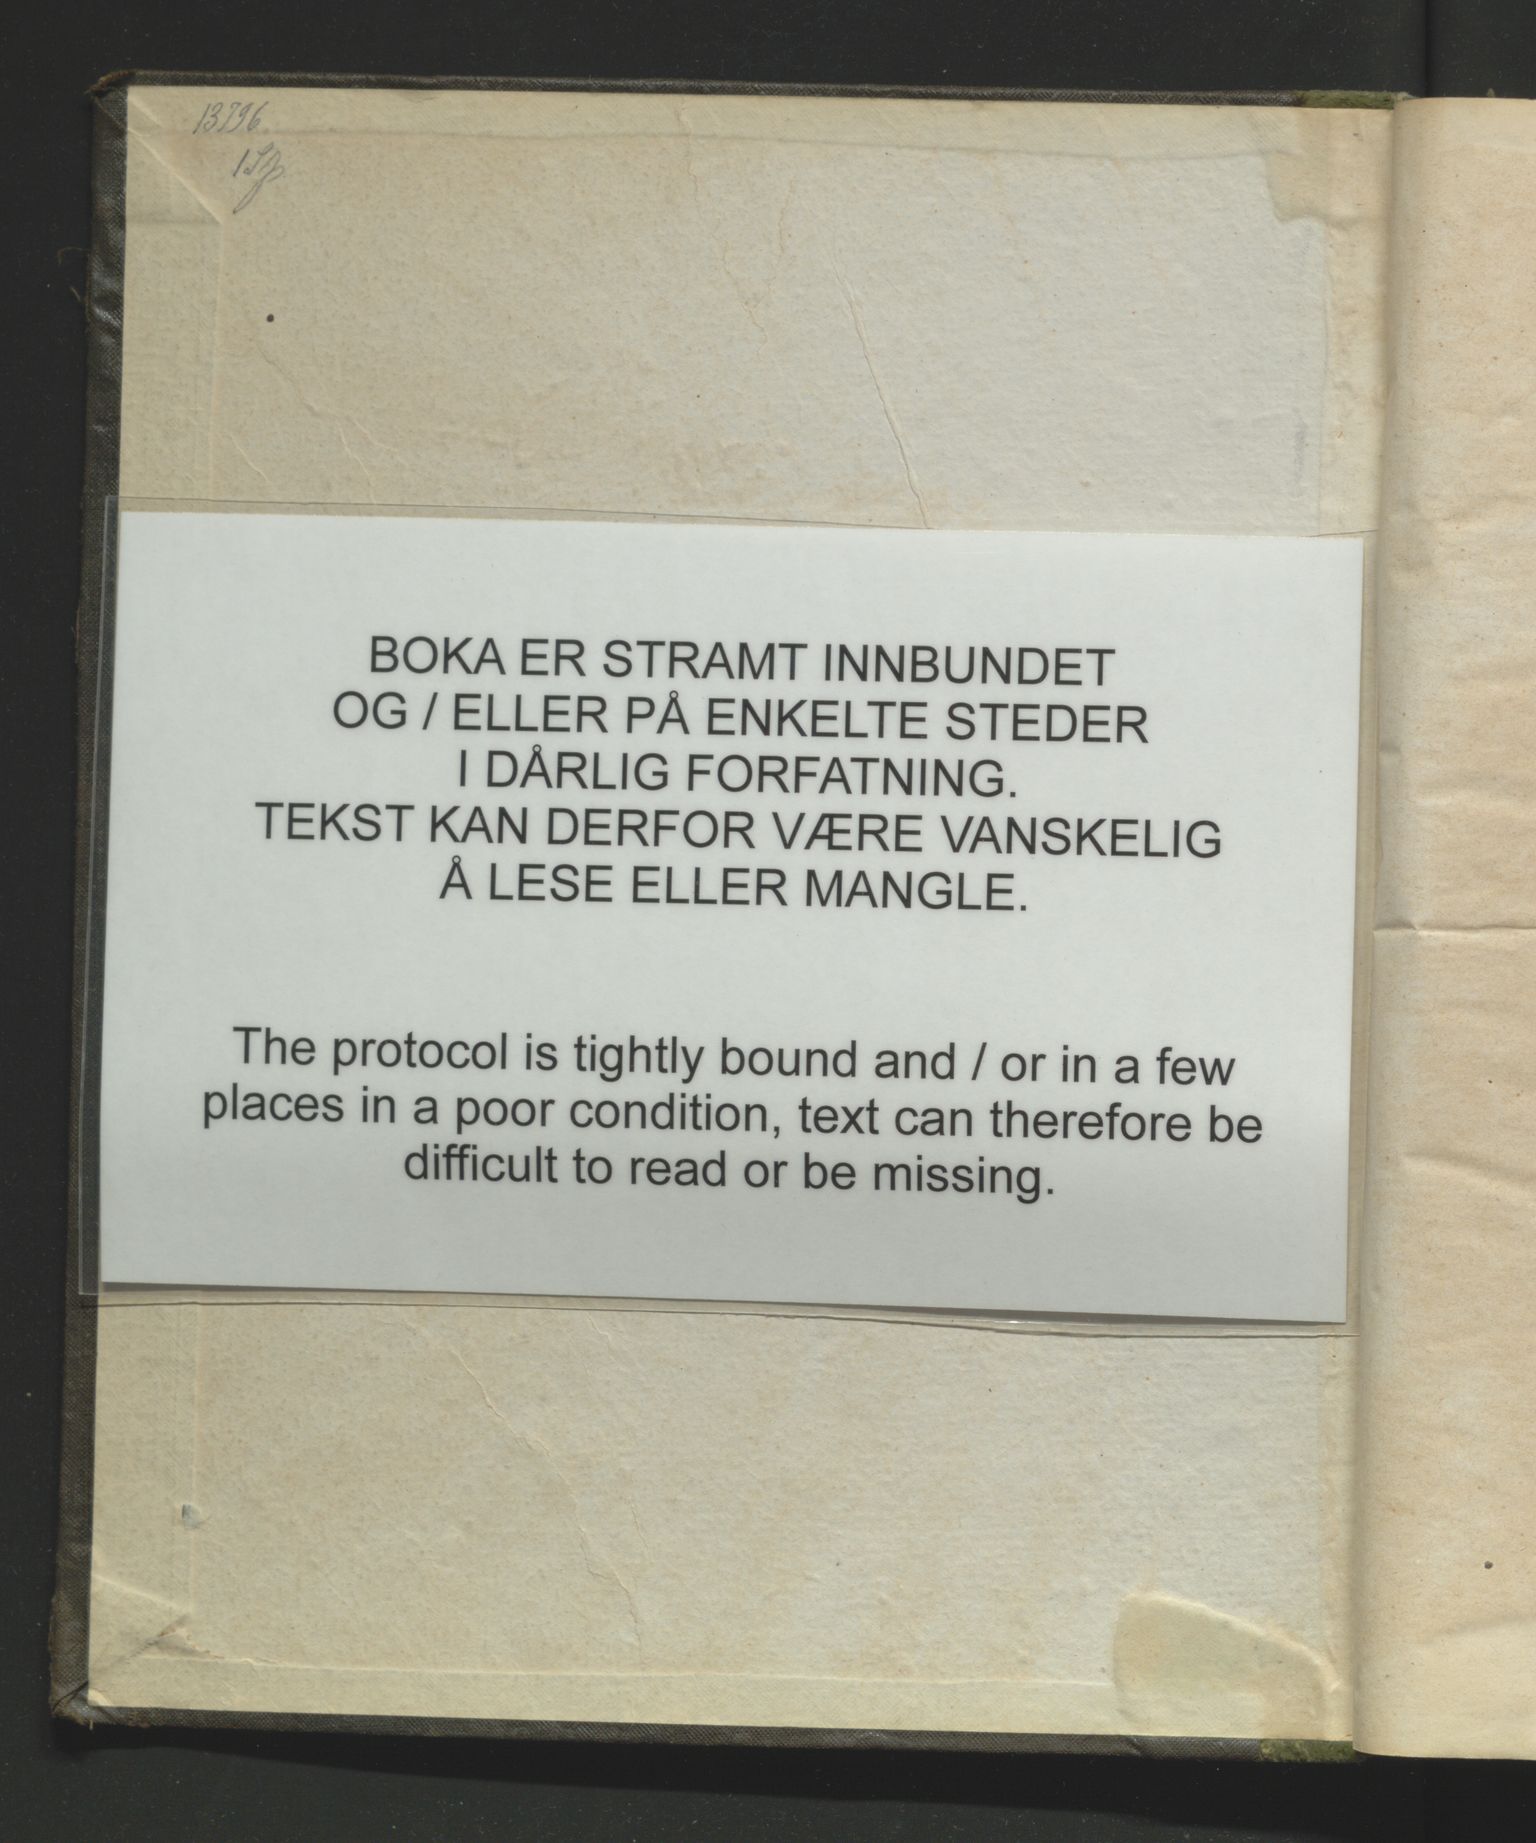 13796
BOKA ER STRAMT INNBUNDET
OG / ELLER PÅ ENKELTE STEDER
I DÅRLIG FORFATNING.
TEKST KAN DERFOR VÆRE VANSKELIG
Å LESE ELLER MANGLE.
The protocol is tightly bound and / or in a few
places in a poor condition, text can therefore be
difficult to read or be missing.